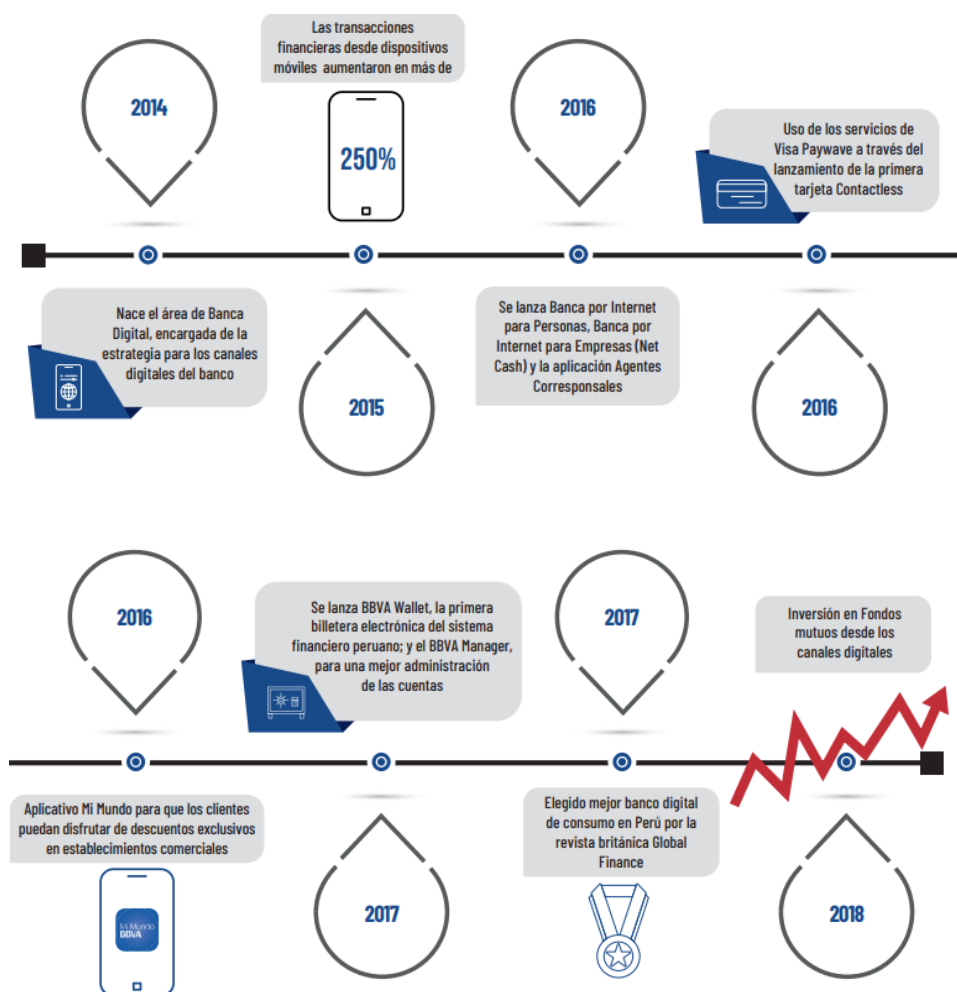 2014
Nace el área de Banca
Digital, encargada de la
estrategia para los canales
digitales del banco
Las transacciones
financieras desde dispositivos
móviles aumentaron en más de
250%
2015
2016
Se lanza Banca por Internet
para Personas, Banca por
Internet para Empresas (Net
Cash) y la aplicación Agentes
Corresponsales
Uso de los servicios de
Visa Paywave a través del
lanzamiento de la primera
tarjeta Contactless
2016
2016
Aplicativo Mi Mundo para que los clientes
puedan disfrutar de descuentos exclusivos
en establecimientos comerciales
Mi Mundo
BBVA
Se lanza BBVA Wallet, la primera
billetera electrónica del sistema
financiero peruano; y el BBVA Manager,
para una mejor administración
de las cuentas
2017
2017
Elegido mejor banco digital
de consumo en Perú por la
revista británica Global
Finance
Inversión en Fondos
mutuos desde los
canales digitales
2018